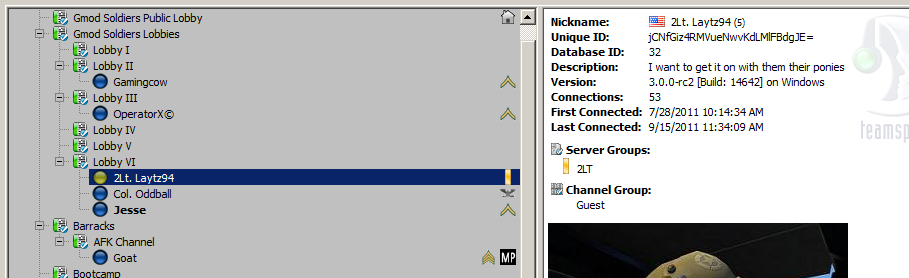 Gmod Soldiers Public Lobby
Gmod Soldiers Lobbies
Lobby I
Lobby II
Gamingcow
Lobby III
OperatorX©
Lobby IV
Lobby V
Lobby VI
2Lt. Laytz94
Col. Oddball
Jesse
Barracks
AFK Channel
Goat
MP
Bootcamp
Nickname: 2Lt. Laytz94 (5)
Unique ID: jCNfGiz4RMVueNwvKdLMlFBdgJE=
Database ID: 32
Description: I want to get it on with them their ponies
Version: 3.0.0-rc2 [Build: 14642] on Windows
Connections: 53
First Connected: 7/28/2011 10:14:34 AM
Last Connected: 9/15/2011 11:34:09 AM
teamsp
Server Groups:
2LT
Channel Group:
Guest